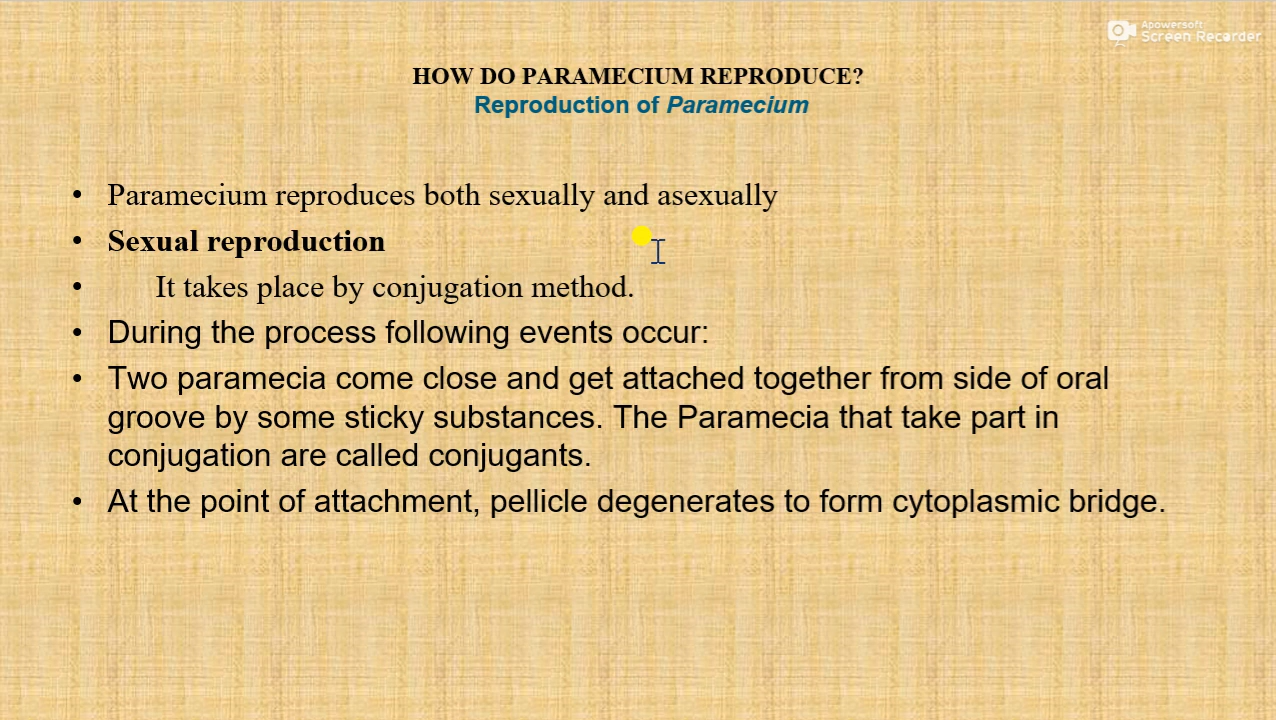 Apowersoft
Screen Recorder
HOW DO PARAMECIUM REPRODUCE?
Reproduction of Paramecium
• Paramecium reproduces both sexually and asexually
• Sexual reproduction
• It takes place by conjugation method.
• During the process following events occur:
• Two paramecia come close and get attached together from side of oral
groove by some sticky substances. The Paramecia that take part in
conjugation are called conjugants.
• At the point of attachment, pellicle degenerates to form cytoplasmic bridge.